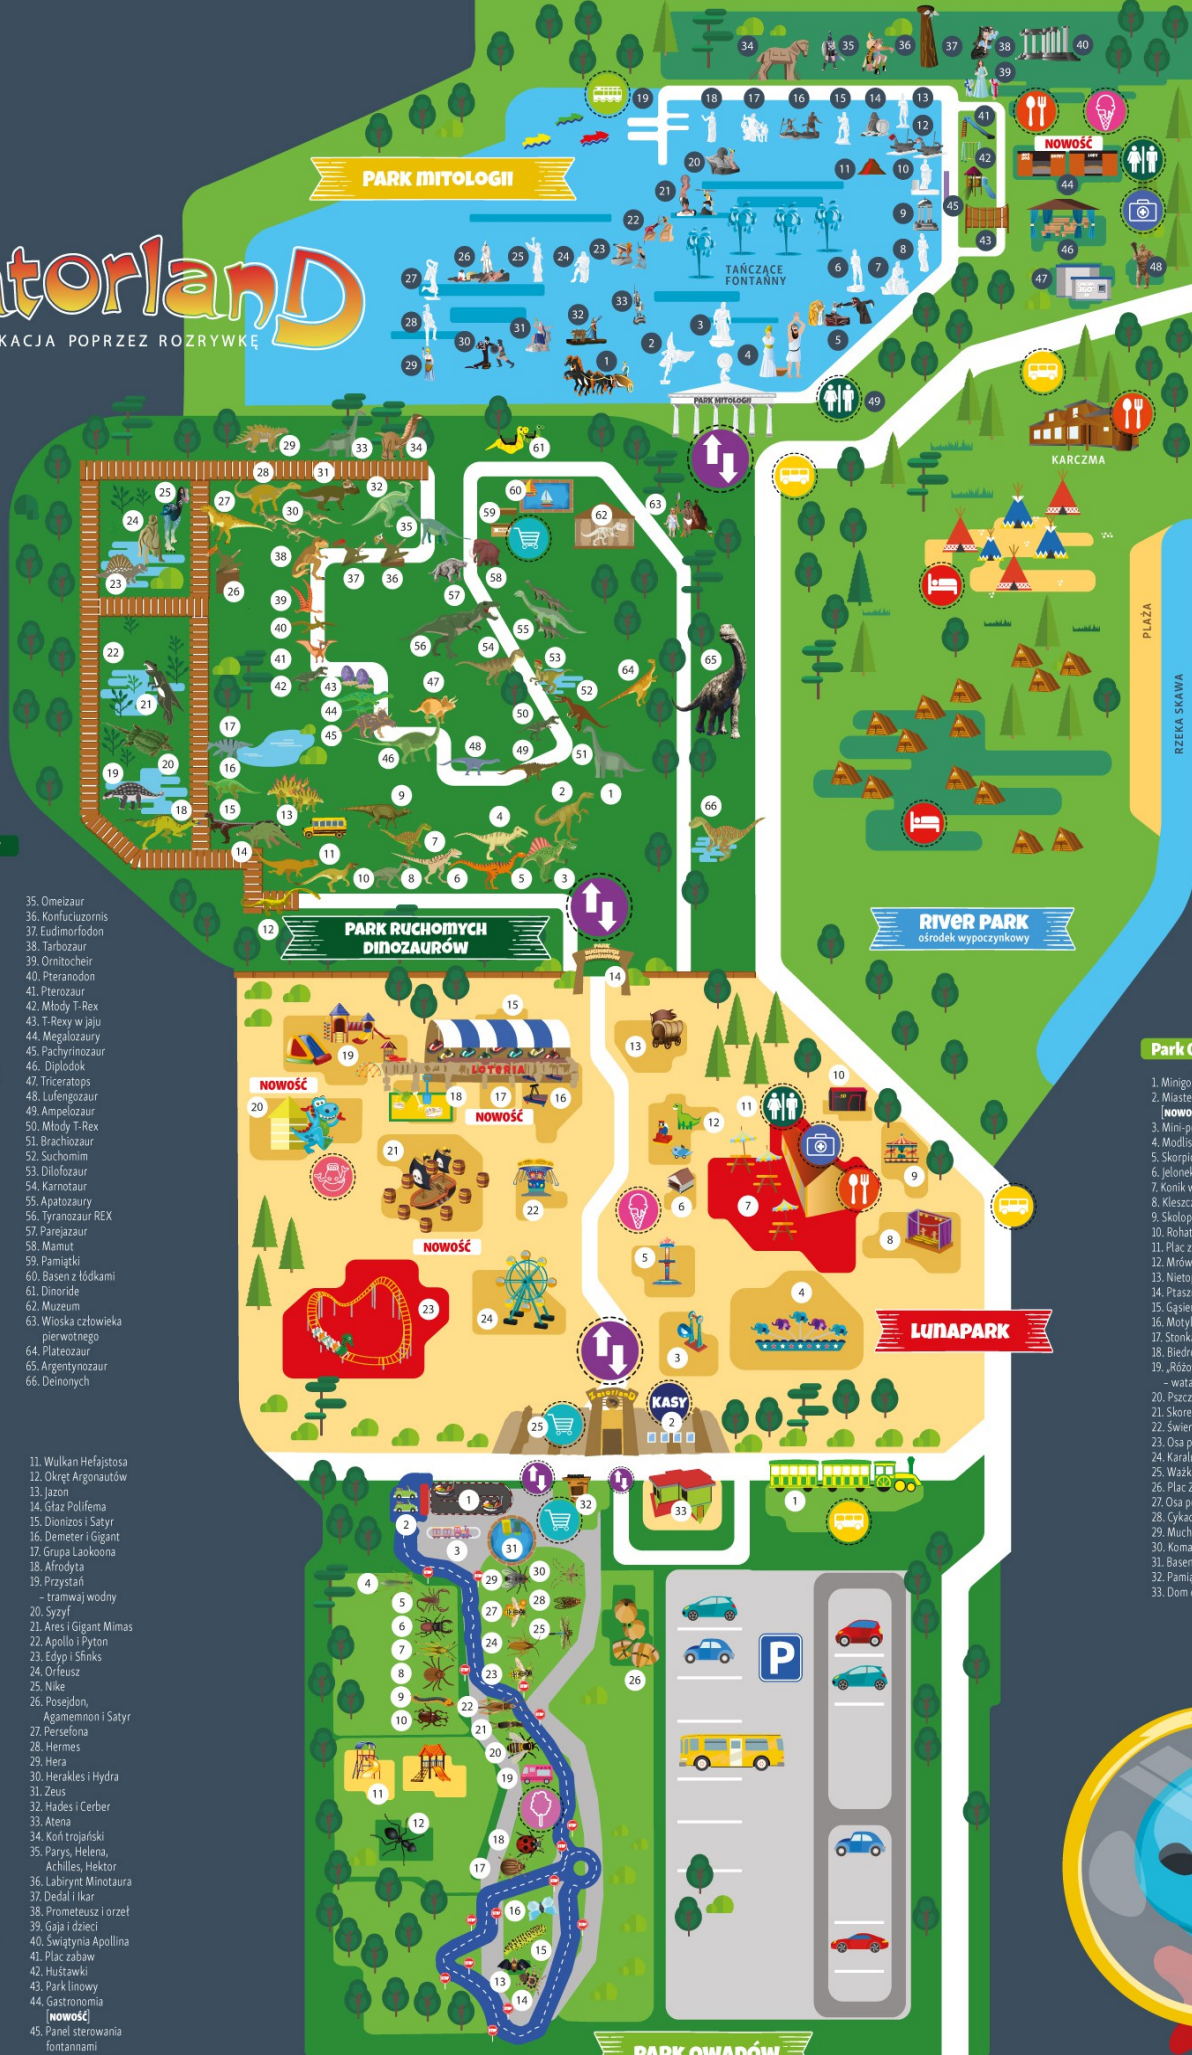 PARK MITOLOGII
atorlanD
KACJA POPRZEZ ROZRYWKĘ
TAŃCZĄCE
FONTANNY
NOWOŚĆ
PARK MITOLOGII
KARCZMA
PLAŻA
RZEKA SKAWA
RIVER PARK
ośrodek wypoczynkowy
PARK RUCHOMYCH
DINOZAURÓW
PARK
RUCHOMYCH
DINOZAURÓW
LOTERIA
NOWOŚĆ
NOWOŚĆ
NOWOŚĆ
LUNAPARK
ZatorlanD
KASY
P
PARK OWADÓW
35. Omeizaur
36. Konfuciuzornis
37. Eudimorfodon
38. Tarbozaur
39. Ornitocheir
40. Pteranodon
41. Pterozaur
42. Młody T-Rex
43. T-Rexy w jaju
44. Megalozaury
45. Pachyrinozaur
46. Diplodok
47. Triceratops
48. Lufengozaur
49. Ampelozaur
50. Młody T-Rex
51. Brachiozaur
52. Suchomim
53. Dilofozaur
54. Karnotaur
55. Apatozaury
56. Tyranozaur REX
57. Parejazaur
58. Mamut
59. Pamiątki
60. Basen z łódkami
61. Dinoride
62. Muzeum
63. Wioska człowieka
pierwotnego
64. Plateozaur
65. Argentynozaur
66. Deinonych
11. Wulkan Hefajstosa
12. Okręt Argonautów
13. Jazon
14. Głaz Polifema
15. Dionizos i Satyr
16. Demeter i Gigant
17. Grupa Laokoona
18. Afrodyta
19. Przystań
– tramwaj wodny
20. Syzyf
21. Ares i Gigant Mimas
22. Apollo i Pyton
23. Edyp i Sfinks
24. Orfeusz
25. Nike
26. Posejdon,
Agamemnon i Satyr
27. Persefona
28. Hermes
29. Hera
30. Herakles i Hydra
31. Zeus
32. Hades i Cerber
33. Atena
34. Koń trojański
35. Parys, Helena,
Achilles, Hektor
36. Labirynt Minotaura
37. Dedal i Ikar
38. Prometeusz i orzeł
39. Gaja i dzieci
40. Świątynia Apollina
41. Plac zabaw
42. Huśtawki
43. Park linowy
44. Gastronomia
[NOWOŚĆ]
45. Panel sterowania
fontannami
Park O
1. Minigo
2. Miaste
[NOWO
3. Mini-p
4. Modlis
5. Skorpio
6. Jelonek
7. Konik w
8. Kleszcz
9. Skolop
10. Rohat
11. Plac z
12. Mrów
13. Nieto
14. Ptasz
15. Gąsien
16. Motyl
17. Stonk
18. Biedr
19. „Różo
– wata
20. Pszcz
21. Skore
22. Świer
23. Osa p
24. Karal
25. Ważk
26. Plac Z
27. Osa p
28. Cykad
29. Much
30. Koma
31. Basen
32. Pamią
33. Dom